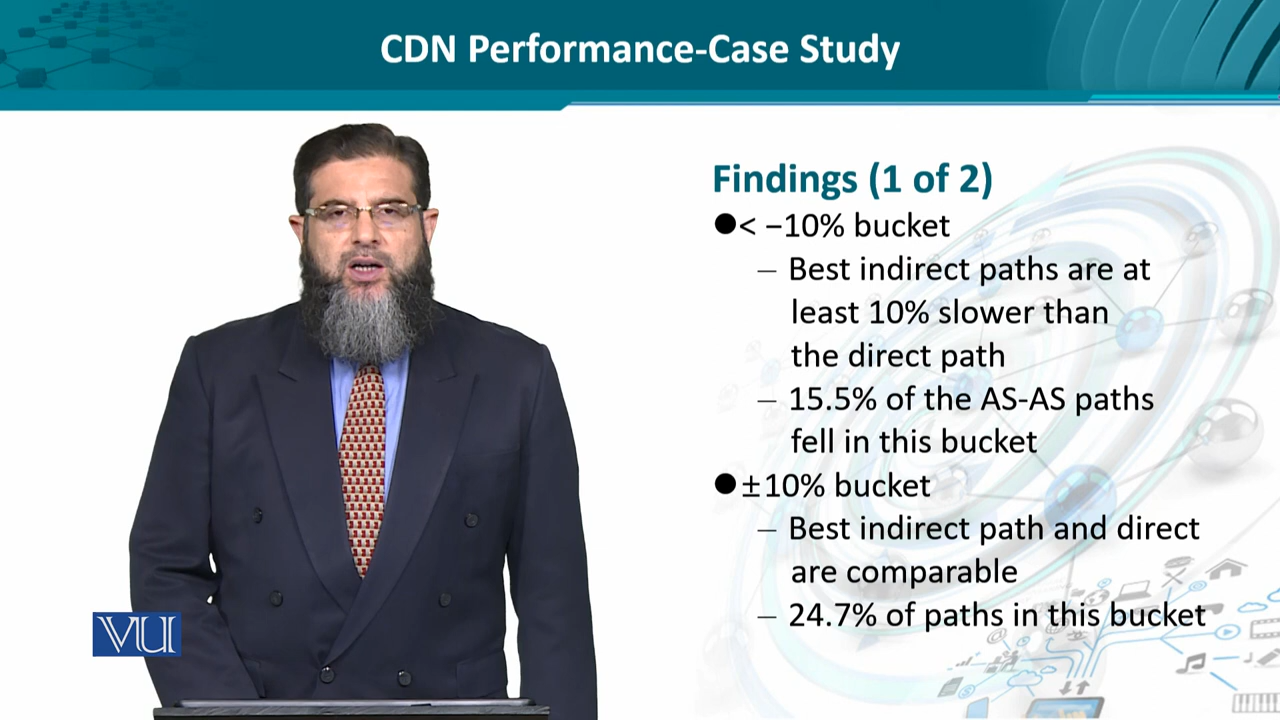 CDN Performance-Case Study
Findings (1 of 2)
●< −10% bucket
– Best indirect paths are at
least 10% slower than
the direct path
– 15.5% of the AS-AS paths
fell in this bucket
●±10% bucket
– Best indirect path and direct
are comparable
– 24.7% of paths in this bucket
VU